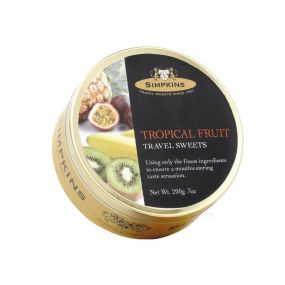 SIMPKINS
TROPICAL FRUIT
TRAVEL SWEETS
Using only the finest ingredients
to ensure a mouthwatering
taste sensation.
Net Wt. 200g. 7oz
SIMPKINS